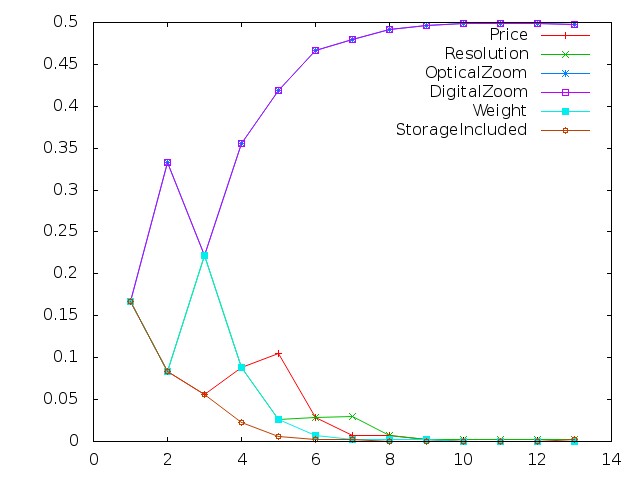 0.5
0.45
0.4
0.35
0.3
0.25
0.2
0.15
0.1
0.05
0
Price
Resolution
OpticalZoom
DigitalZoom
Weight
StorageIncluded
0 2 4 6 8 10 12 14